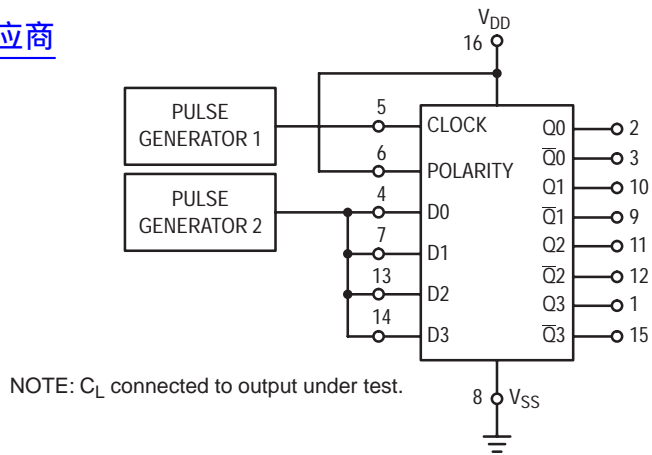 应商
V_DD
16
PULSE
GENERATOR 1
5
CLOCK
Q0
2
Q̅0
3
6
POLARITY
Q1
10
PULSE
GENERATOR 2
4
D0
Q̅1
9
7
D1
Q2
11
13
D2
Q̅2
12
14
D3
Q3
1
Q̅3
15
NOTE: C_L connected to output under test.
8
V_SS